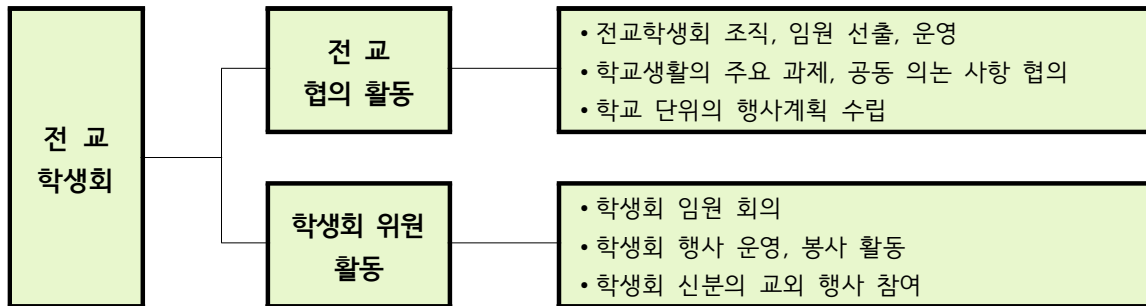 전 교
학생회
전 교
협의 활동
• 전교학생회 조직, 임원 선출, 운영
• 학교생활의 주요 과제, 공동 의논 사항 협의
• 학교 단위의 행사계획 수립
학생회 위원
활동
• 학생회 임원 회의
• 학생회 행사 운영, 봉사 활동
• 학생회 신분의 교외 행사 참여